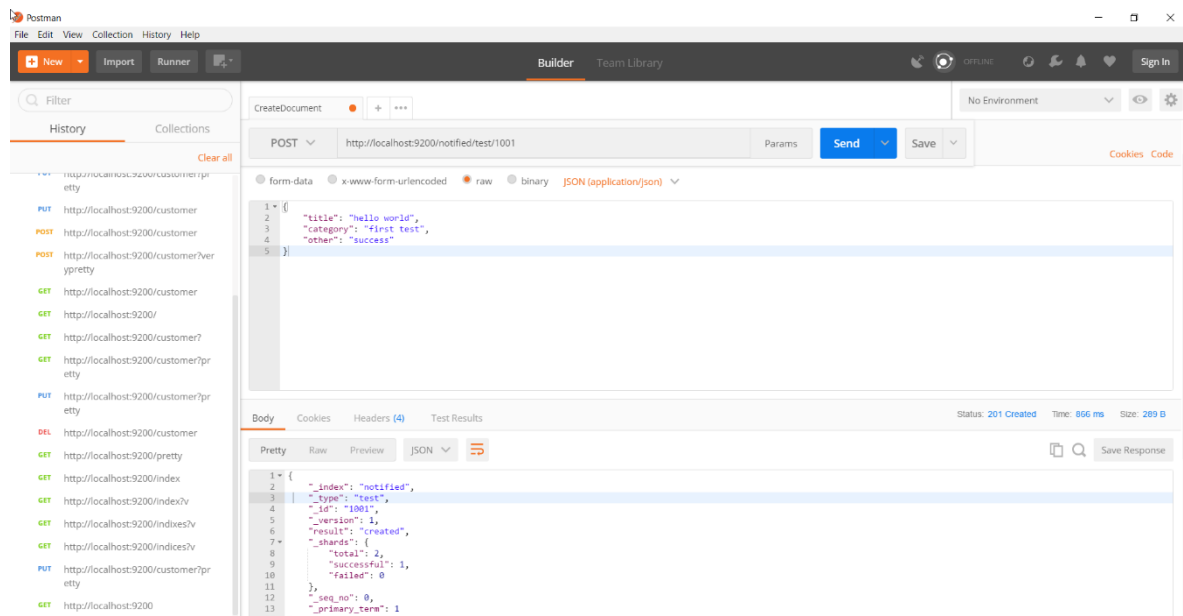 Postman
File Edit View Collection History Help
New Import Runner Builder Team Library OFFLINE Sign In
Filter
History Collections
Clear all
http://localhost:9200/customer?pr
etty
PUT http://localhost:9200/customer
POST http://localhost:9200/customer
POST http://localhost:9200/customer?ver
ypretty
GET http://localhost:9200/customer
GET http://localhost:9200/
GET http://localhost:9200/customer?
GET http://localhost:9200/customer?pr
etty
PUT http://localhost:9200/customer?pr
etty
DEL http://localhost:9200/customer
GET http://localhost:9200/pretty
GET http://localhost:9200/index
GET http://localhost:9200/index?v
GET http://localhost:9200/indixes?v
GET http://localhost:9200/indices?v
PUT http://localhost:9200/customer?pr
etty
GET http://localhost:9200
CreateDocument + •••
No Environment
POST http://localhost:9200/notified/test/1001 Params Send Save
Cookies Code
form-data x-www-form-urlencoded raw binary JSON (application/json)
1 {
2 "title": "hello world",
3 "category": "first test",
4 "other": "success"
5 }
Body Cookies Headers (4) Test Results Status: 201 Created Time: 866 ms Size: 289 B
Pretty Raw Preview JSON Save Response
1 {
2 "_index": "notified",
3 "_type": "test",
4 "_id": "1001",
5 "_version": 1,
6 "result": "created",
7 "_shards": {
8 "total": 2,
9 "successful": 1,
10 "failed": 0
11 },
12 "_seq_no": 0,
13 "_primary_term": 1